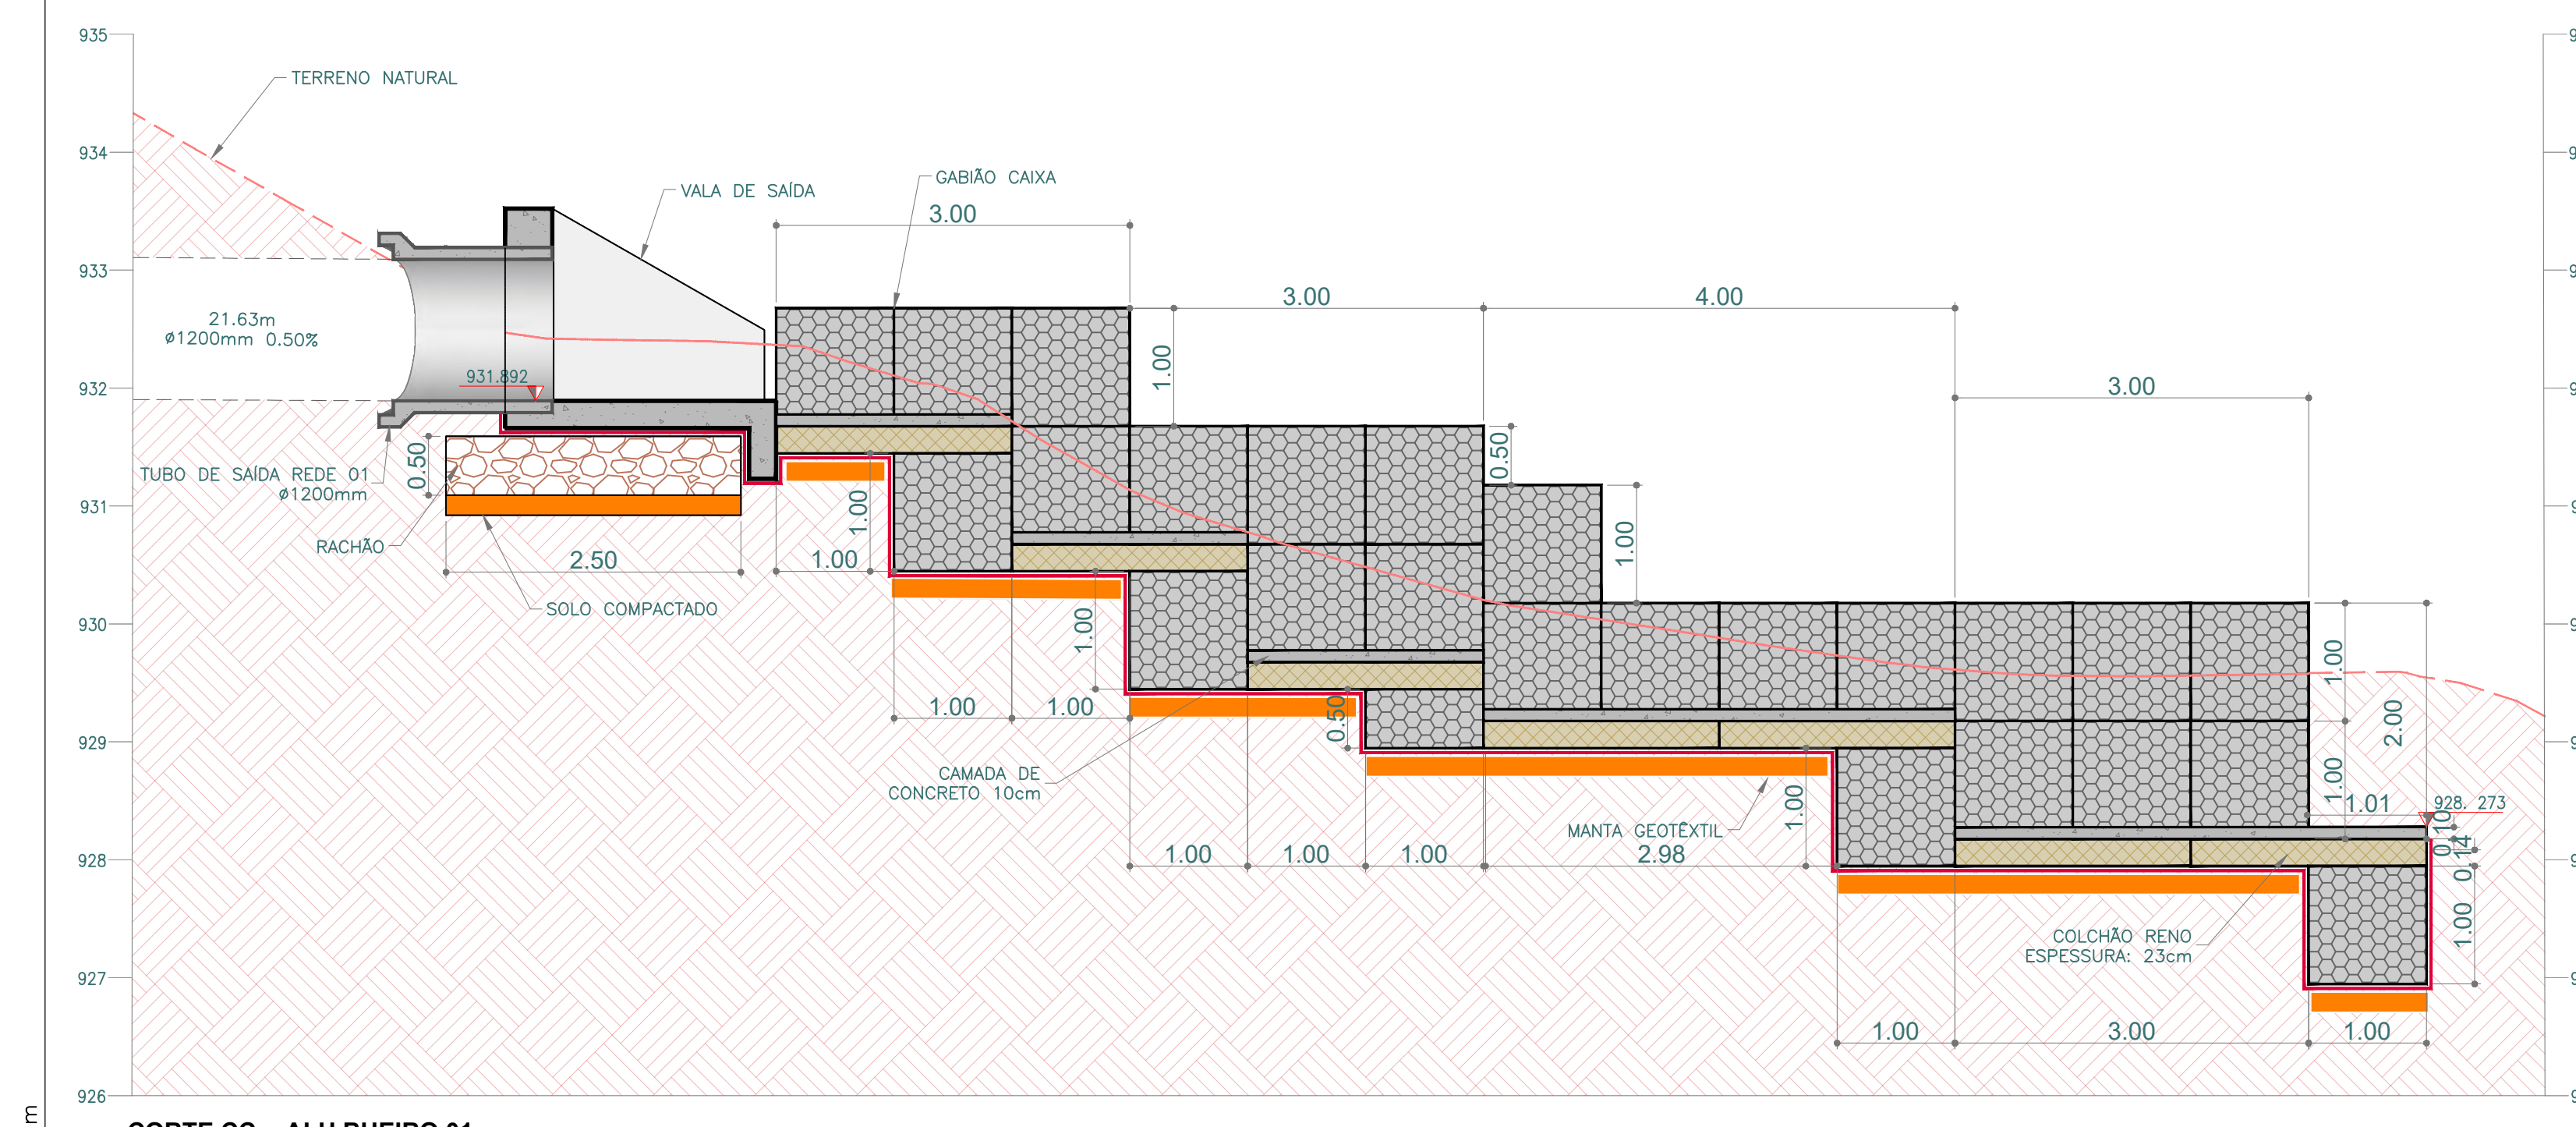 935
934
933
932
931
930
929
928
927
926
TERRENO NATURAL
VALA DE SAÍDA
GABIÃO CAIXA
3.00
3.00
4.00
3.00
1.00
0.50
1.00
21.63m
ø1200mm 0.50%
931.892
TUBO DE SAÍDA REDE 01
ø1200mm
0.50
RACHÃO
2.50
SOLO COMPACTADO
1.00
1.00
1.00
1.00
1.00
0.50
CAMADA DE
CONCRETO 10cm
1.00
1.00
1.00
2.98
MANTA GEOTÊXTIL
1.00
1.00
2.00
1.00
1.01
928. 273
0.10
0.14
1.00
COLCHÃO RENO
ESPESSURA: 23cm
1.00
3.00
1.00
m